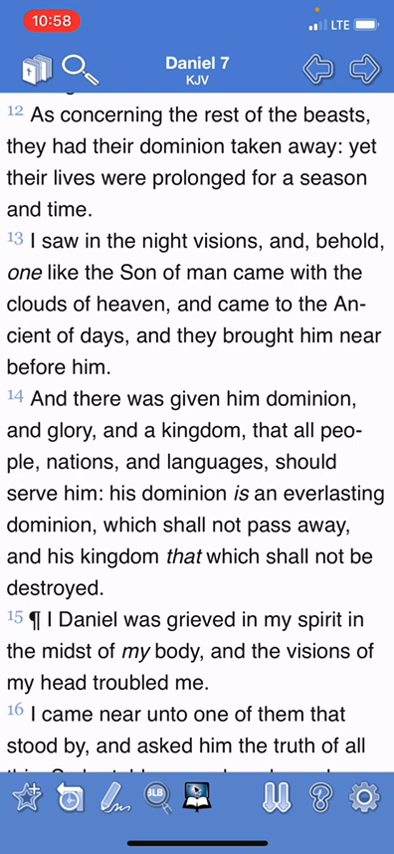 10:58
LTE
Daniel 7
KJV
12 As concerning the rest of the beasts,
they had their dominion taken away: yet
their lives were prolonged for a season
and time.
13 I saw in the night visions, and, behold,
one like the Son of man came with the
clouds of heaven, and came to the An-
cient of days, and they brought him near
before him.
14 And there was given him dominion,
and glory, and a kingdom, that all peo-
ple, nations, and languages, should
serve him: his dominion is an everlasting
dominion, which shall not pass away,
and his kingdom that which shall not be
destroyed.
15 ¶ I Daniel was grieved in my spirit in
the midst of my body, and the visions of
my head troubled me.
16 I came near unto one of them that
stood by, and asked him the truth of all
BLB